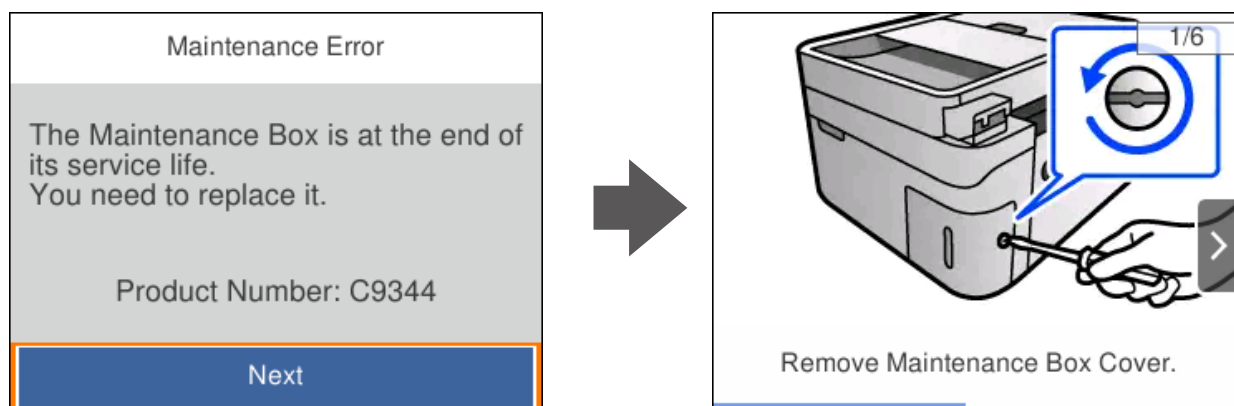 Maintenance Error
The Maintenance Box is at the end of
its service life.
You need to replace it.
Product Number: C9344
Next
1/6
Remove Maintenance Box Cover.